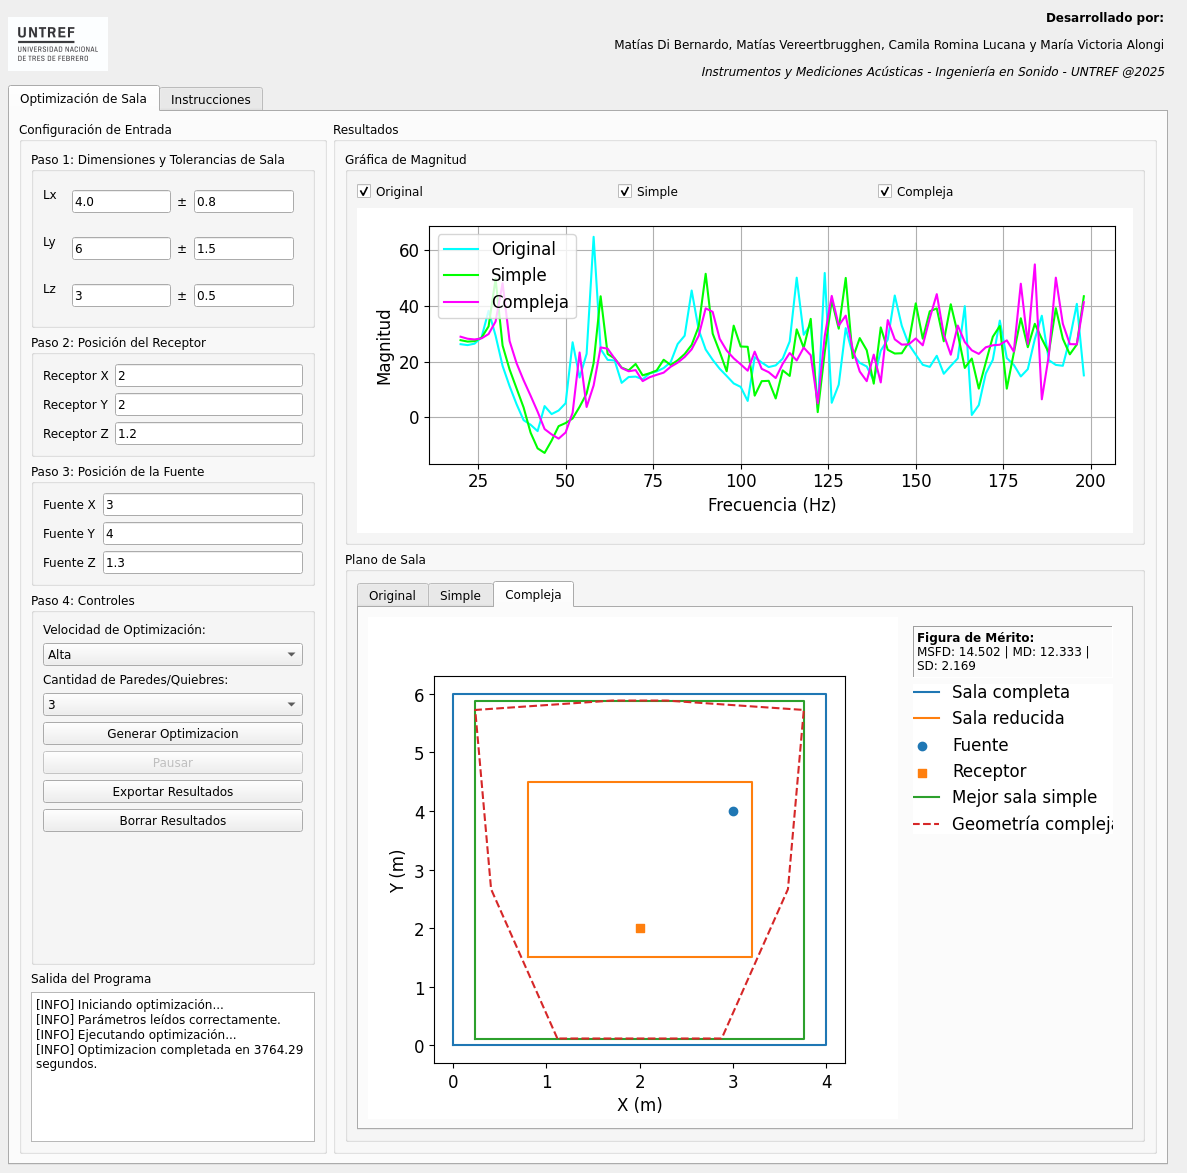 UNTREF
UNIVERSIDAD NACIONAL
DE TRES DE FEBRERO
Desarrollado por:
Matías Di Bernardo, Matías Vereertbrugghen, Camila Romina Lucana y María Victoria Alongi
Instrumentos y Mediciones Acústicas - Ingeniería en Sonido - UNTREF @2025
Optimización de Sala
Instrucciones
Configuración de Entrada
Paso 1: Dimensiones y Tolerancias de Sala
Lx 4.0 ± 0.8
Ly 6 ± 1.5
Lz 3 ± 0.5
Paso 2: Posición del Receptor
Receptor X 2
Receptor Y 2
Receptor Z 1.2
Paso 3: Posición de la Fuente
Fuente X 3
Fuente Y 4
Fuente Z 1.3
Paso 4: Controles
Velocidad de Optimización:
Alta
Cantidad de Paredes/Quiebres:
3
Generar Optimizacion
Pausar
Exportar Resultados
Borrar Resultados
Salida del Programa
[INFO] Iniciando optimización...
[INFO] Parámetros leídos correctamente.
[INFO] Ejecutando optimización...
[INFO] Optimizacion completada en 3764.29
segundos.
Resultados
Gráfica de Magnitud
Original Simple Compleja
Original
Simple
Compleja
Magnitud
60
40
20
0
25 50 75 100 125 150 175 200
Frecuencia (Hz)
Plano de Sala
Original Simple Compleja
Y (m)
6
5
4
3
2
1
0
0 1 2 3 4
X (m)
Figura de Mérito:
MSFD: 14.502 | MD: 12.333 |
SD: 2.169
Sala completa
Sala reducida
Fuente
Receptor
Mejor sala simple
Geometría compleja